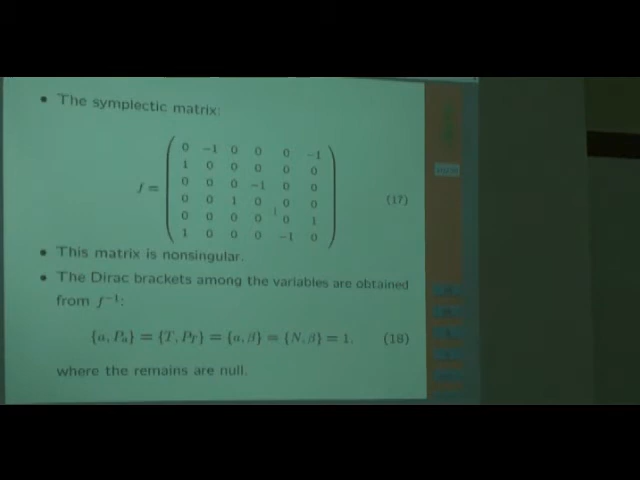 • The symplectic matrix:
f = ( 0 −1 0 0 0 −1
1 0 0 0 0 0
0 0 0 −1 0 0
0 0 1 0 0 0
0 0 0 0 0 1
1 0 0 0 −1 0 ) (17)
• This matrix is nonsingular.
• The Dirac brackets among the variables are obtained
from f⁻¹:
{a, Pₐ} = {T, P_T} = {a, β} = {N, β} = 1, (18)
where the remains are null.